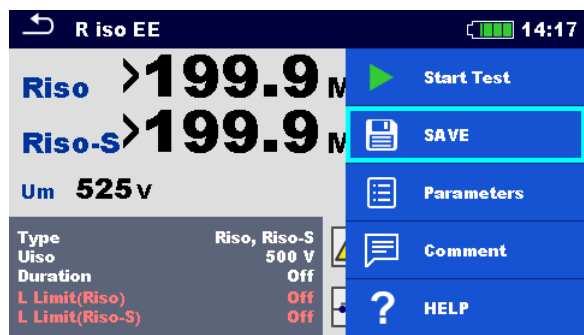 R iso EE
14:17
Riso >199.9 M
Riso-S >199.9 M
Um 525 V
Type Riso, Riso-S
Uiso 500 V
Duration Off
L Limit(Riso) Off
L Limit(Riso-S) Off
Start Test
SAVE
Parameters
Comment
? HELP